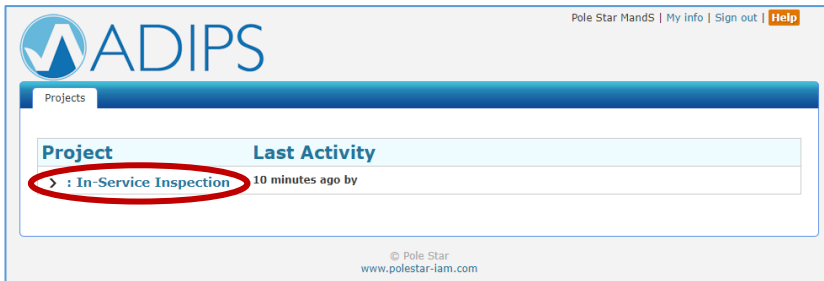 Pole Star MandS | My info | Sign out | Help
ADIPS
Projects
Project Last Activity
> : In-Service Inspection 10 minutes ago by
© Pole Star
www.polestar-iam.com